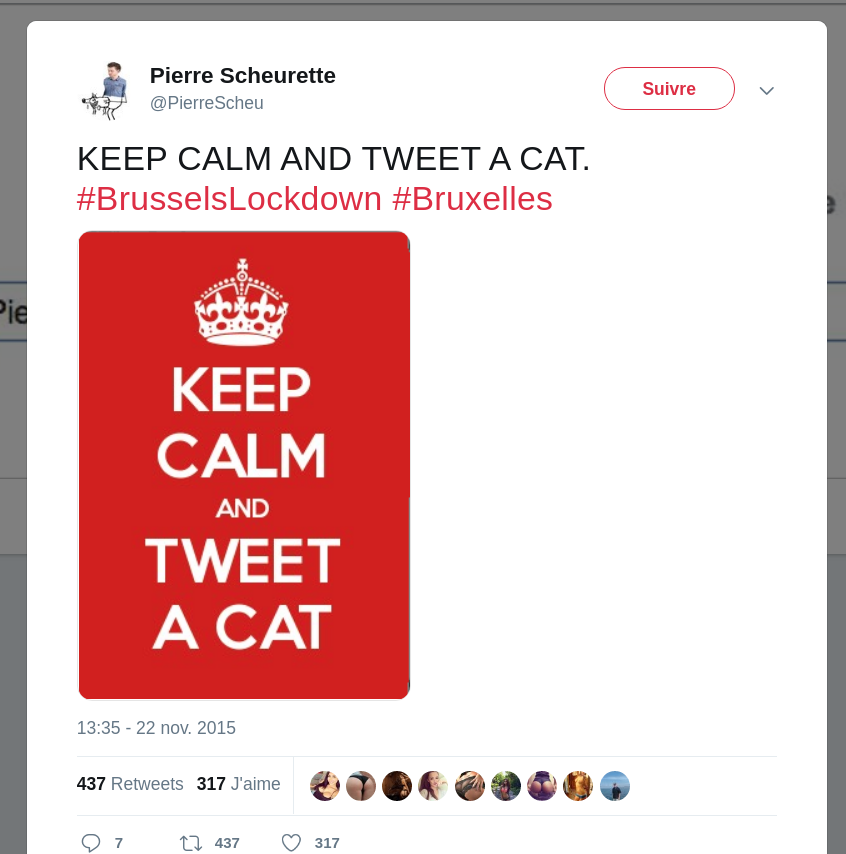 Pierre Scheurette
@PierreScheu
Suivre
KEEP CALM AND TWEET A CAT.
#BrusselsLockdown #Bruxelles
KEEP
CALM
AND
TWEET
A CAT
13:35 - 22 nov. 2015
437 Retweets 317 J'aime
7 437 317